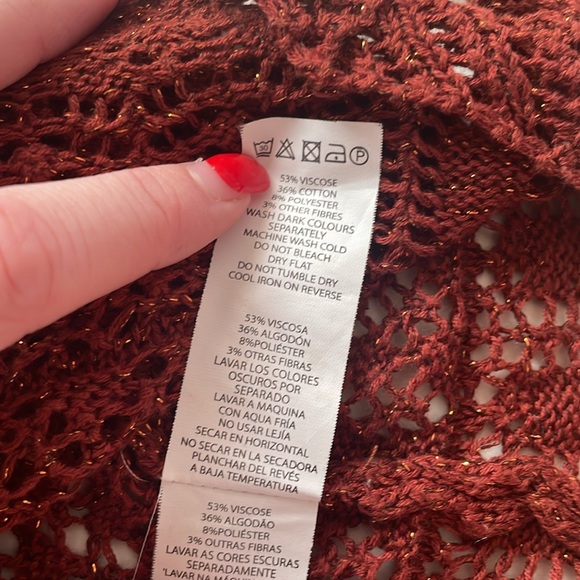 30 P
53% VISCOSE
36% COTTON
8% POLYESTER
3% OTHER FIBRES
WASH DARK COLOURS
SEPARATELY
MACHINE WASH COLD
DO NOT BLEACH
DRY FLAT
DO NOT TUMBLE DRY
COOL IRON ON REVERSE
53% VISCOSA
36% ALGODÓN
8%POLIÉSTER
3% OTRAS FIBRAS
LAVAR LOS COLORES
OSCUROS POR
SEPARADO
LAVAR A MAQUINA
CON AGUA FRÍA
NO USAR LEJÍA
SECAR EN HORIZONTAL
NO SECAR EN LA SECADORA
PLANCHAR DEL REVÉS
A BAJA TEMPERATURA
53% VISCOSE
36% ALGODÃO
8%POLIÉSTER
3% OUTRAS FIBRAS
LAVAR AS CORES ESCURAS
SEPARADAMENTE
LAVAR NA